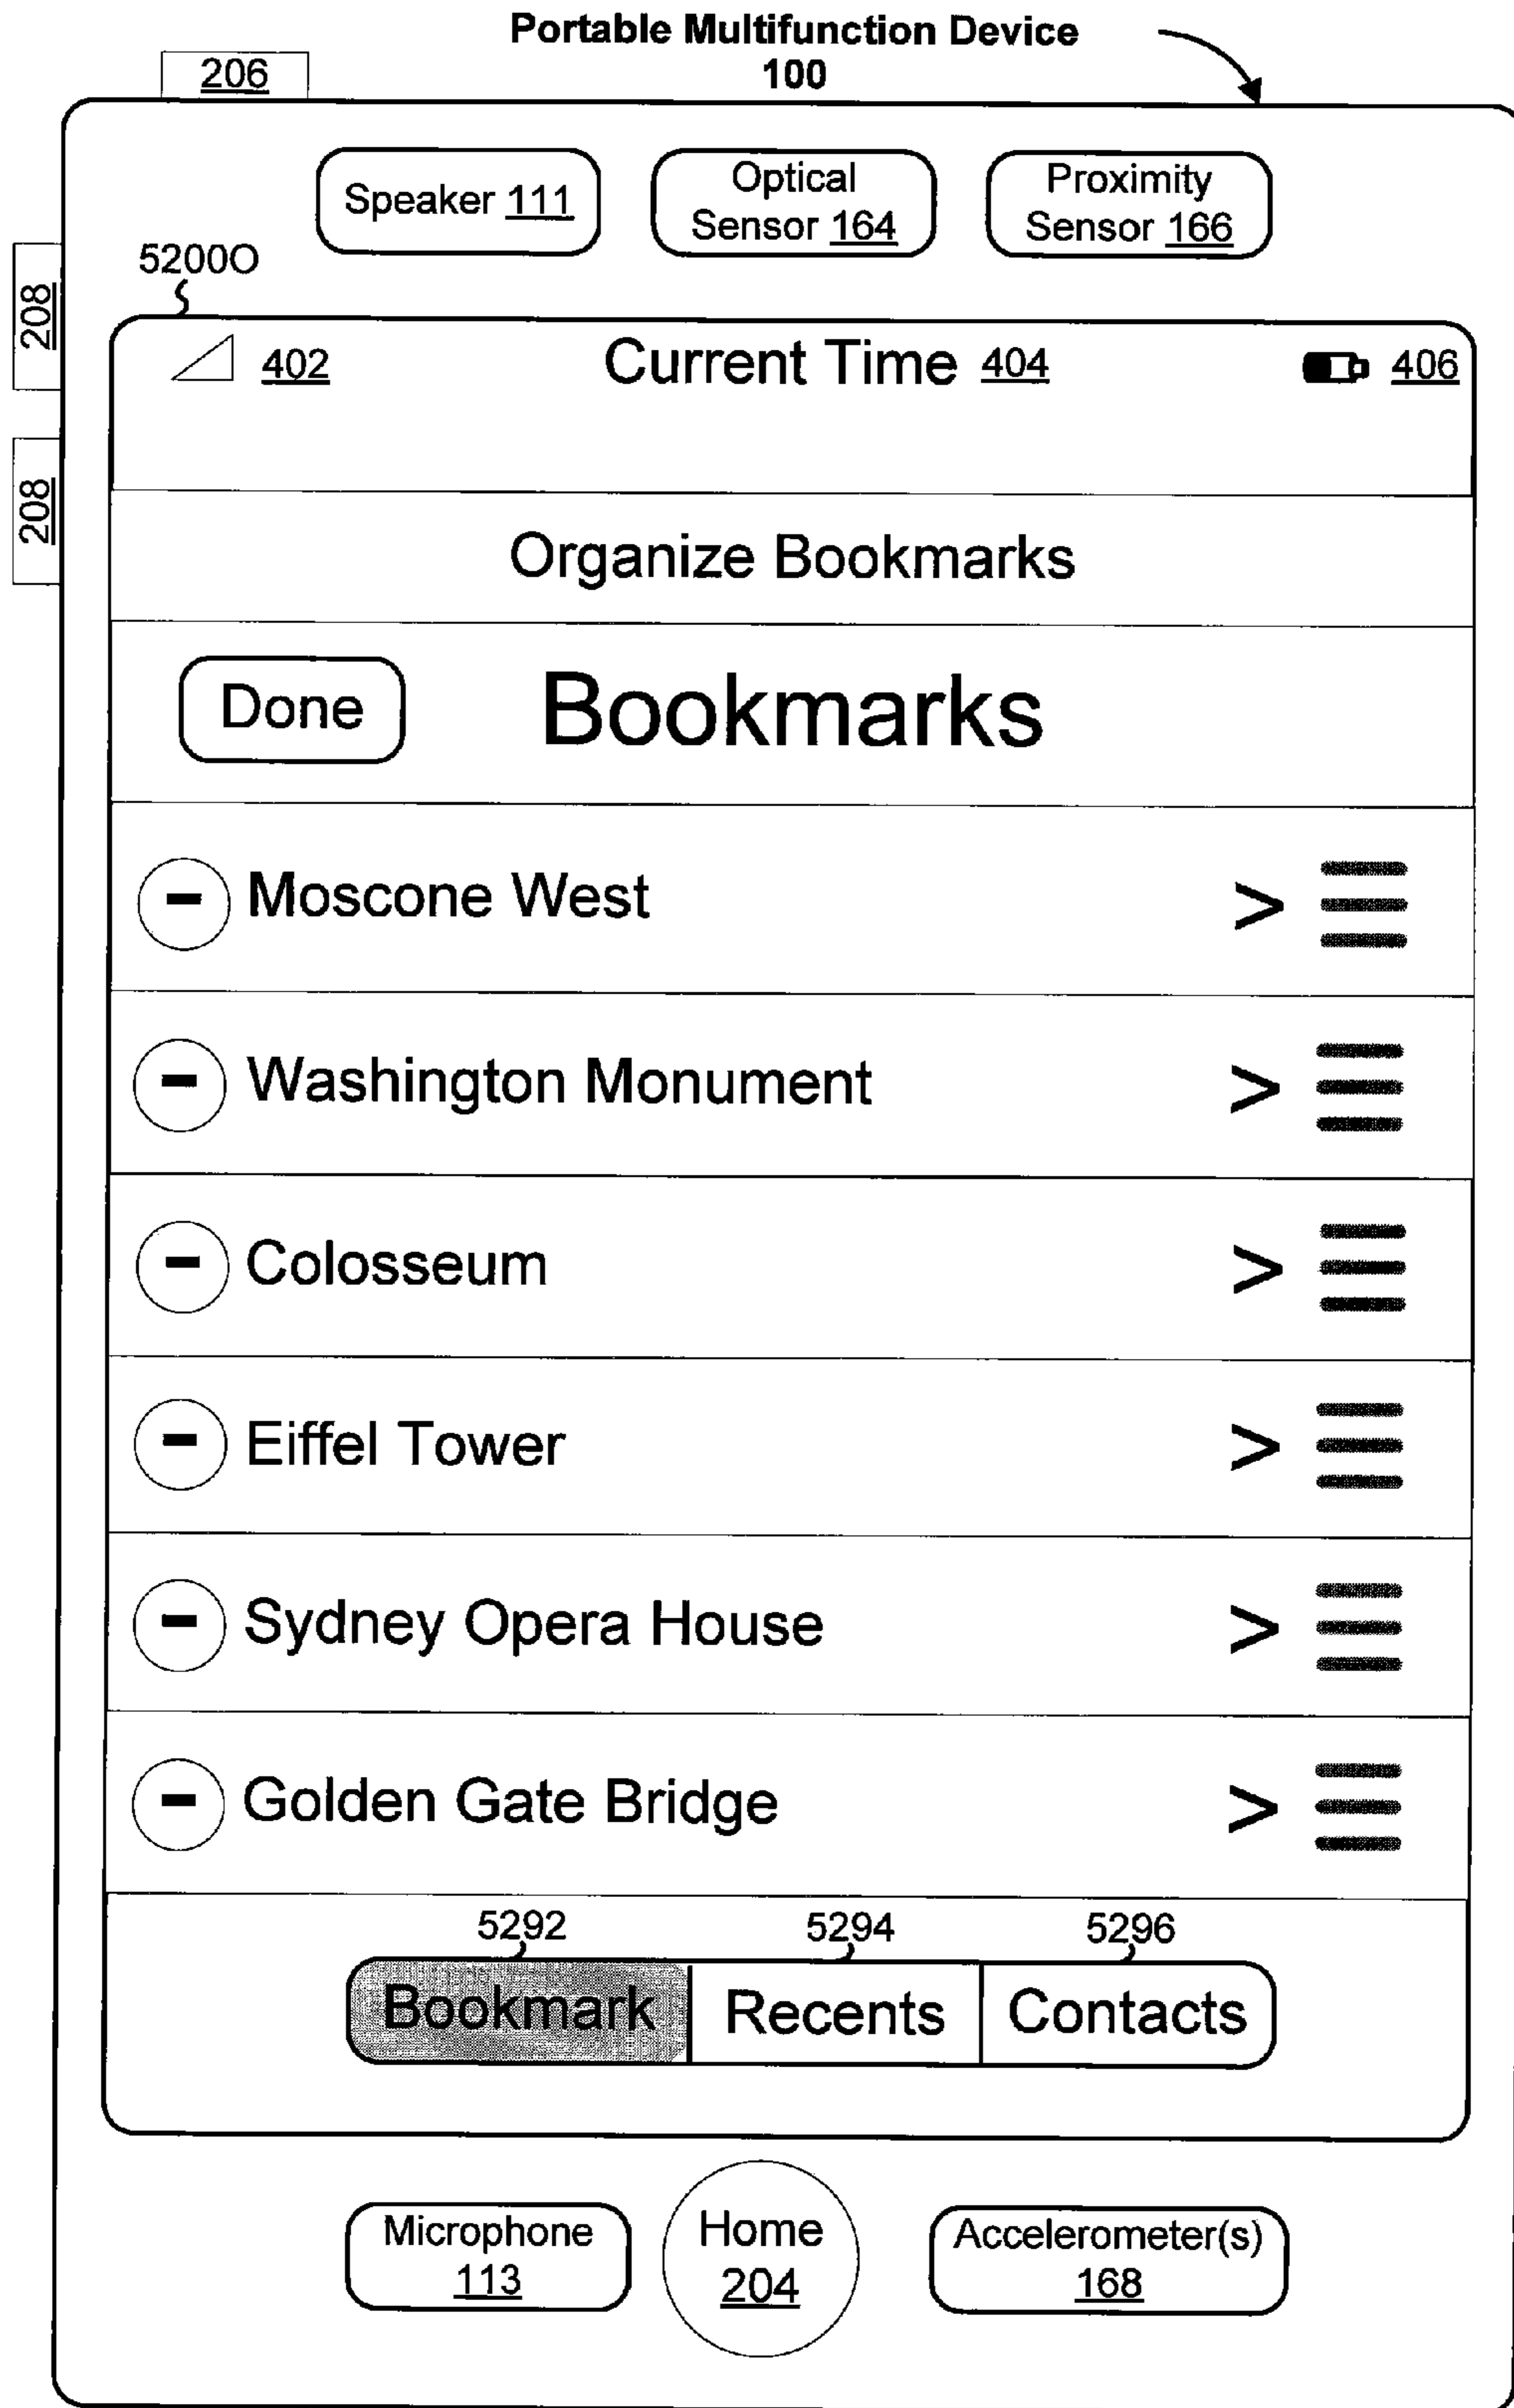 Portable Multifunction Device
100
206
Speaker 111
Optical
Sensor 164
Proximity
Sensor 166
5200O
208
208
402
Current Time 404
406
Organize Bookmarks
Done
Bookmarks
- Moscone West >
- Washington Monument >
- Colosseum >
- Eiffel Tower >
- Sydney Opera House >
- Golden Gate Bridge >
5292 5294 5296
Bookmark Recents Contacts
Microphone
113
Home
204
Accelerometer(s)
168